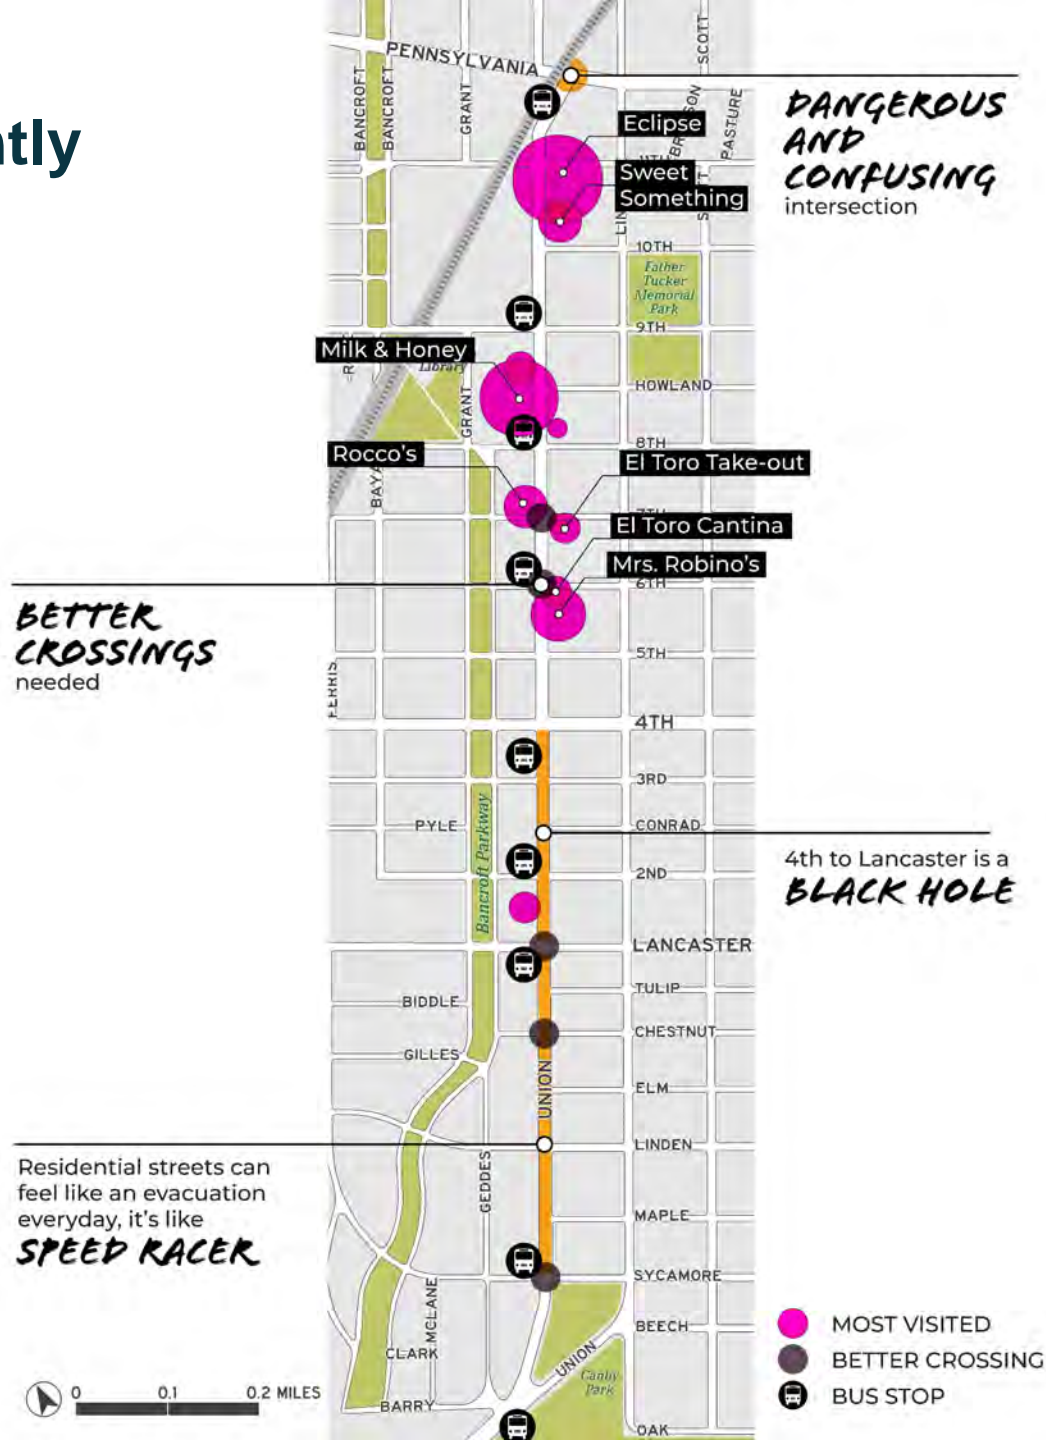 ntly
PENNSYLVANIA
SCOTT
BANCROFT
BANCROFT
GRANT
PASTURE
DANGEROUS
AND
CONFUSING
intersection
Eclipse
Sweet
Something
10TH
Father
Tucker
Memorial
Park
9TH
Milk & Honey
Library
HOWLAND
GRANT
8TH
Rocco's
El Toro Take-out
7TH
El Toro Cantina
Mrs. Robino's
6TH
BETTER
CROSSINGS
needed
5TH
FERRIS
4TH
3RD
PYLE
Bancroft Parkway
CONRAD
4th to Lancaster is a
BLACK HOLE
2ND
LANCASTER
TULIP
BIDDLE
CHESTNUT
GILLES
UNION
ELM
LINDEN
Residential streets can
feel like an evacuation
everyday, it's like
SPEED RACER
GEDDES
MAPLE
SYCAMORE
MCLANE
BEECH
CLARK
UNION
Canby
Park
BARRY
OAK
MOST VISITED
BETTER CROSSING
BUS STOP
0 0.1 0.2 MILES